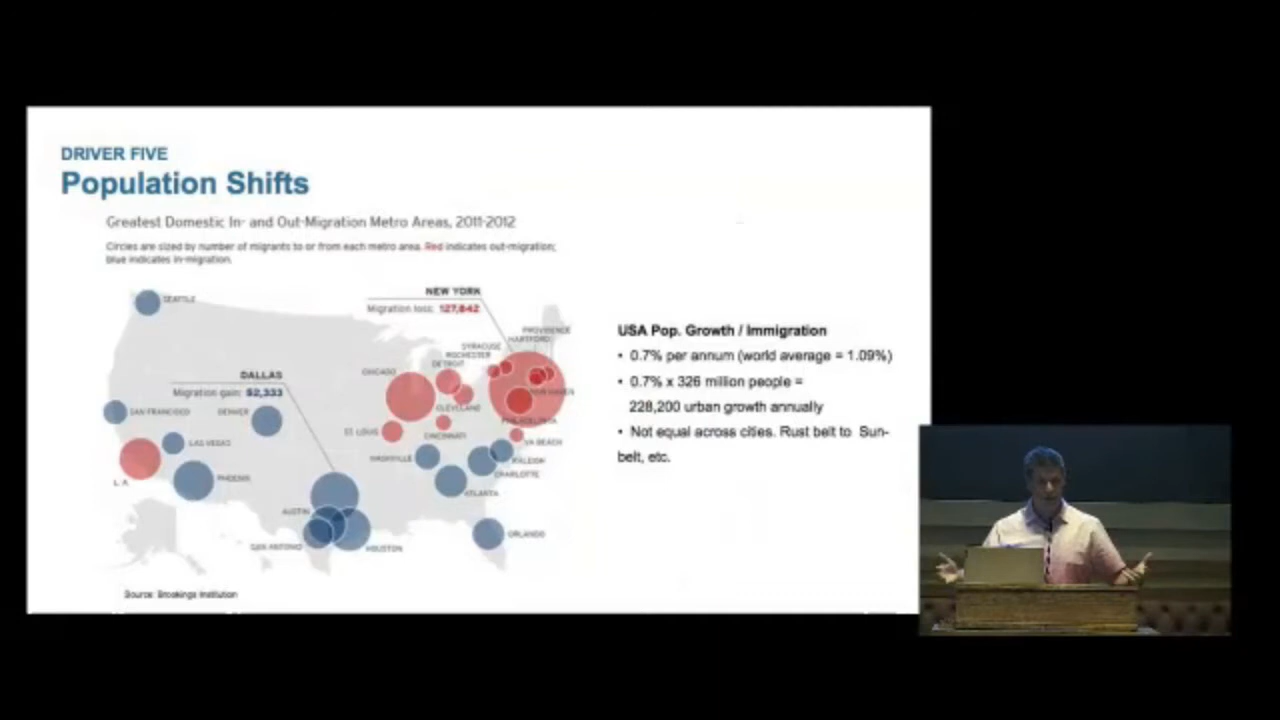 DRIVER FIVE
Population Shifts
Greatest Domestic In- and Out-Migration Metro Areas, 2011-2012
Circles are sized by number of migrants to or from each metro area. Red indicates out-migration;
blue indicates in-migration.
SEATTLE
NEW YORK
Migration loss: 127,842
PROVIDENCE
HARTFORD
SYRACUSE
ROCHESTER
DETROIT
CHICAGO
DALLAS
Migration gain:
NEW HAVEN
SAN FRANCISCO
DENVER
CLEVELAND
PHILADELPHIA
ST. LOUIS
CINCINNATI
VA BEACH
LAS VEGAS
NASHVILLE
RALEIGH
CHARLOTTE
L. A.
PHOENIX
ATLANTA
AUSTIN
ORLANDO
SAN ANTONIO
HOUSTON
Source: Brookings Institution
USA Pop. Growth / Immigration
• 0.7% per annum (world average = 1.09%)
• 0.7% x 326 million people =
228,200 urban growth annually
• Not equal across cities. Rust belt to Sun-
belt, etc.